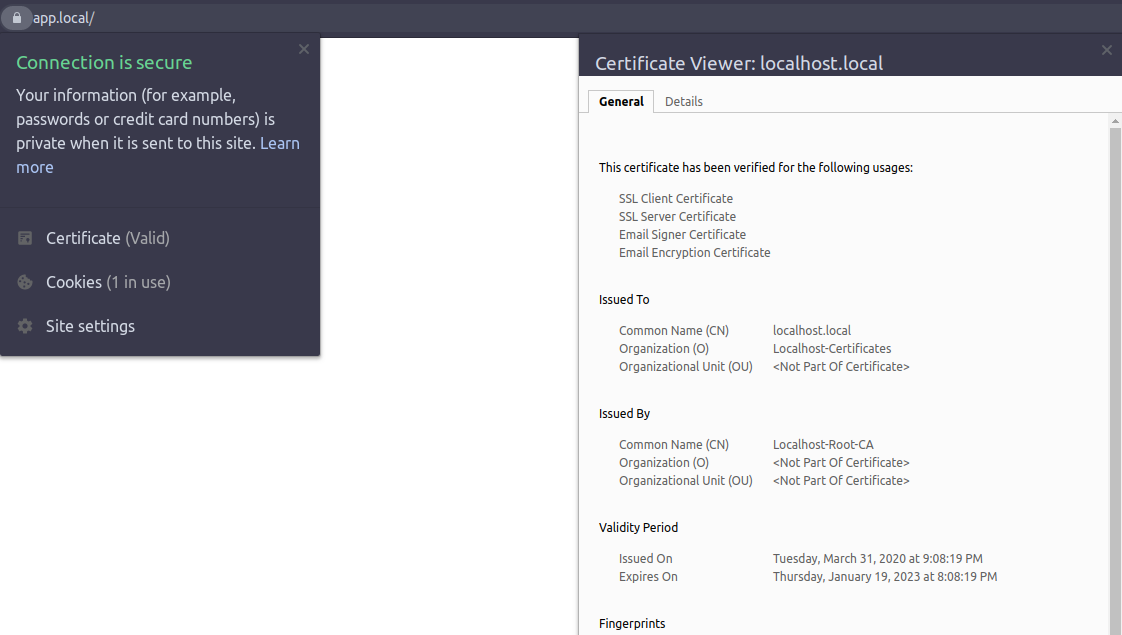 app.local/
Connection is secure
Your information (for example,
passwords or credit card numbers) is
private when it is sent to this site. Learn
more
Certificate (Valid)
Cookies (1 in use)
Site settings
Certificate Viewer: localhost.local
General Details
This certificate has been verified for the following usages:
SSL Client Certificate
SSL Server Certificate
Email Signer Certificate
Email Encryption Certificate
Issued To
Common Name (CN) localhost.local
Organization (O) Localhost-Certificates
Organizational Unit (OU) <Not Part Of Certificate>
Issued By
Common Name (CN) Localhost-Root-CA
Organization (O) <Not Part Of Certificate>
Organizational Unit (OU) <Not Part Of Certificate>
Validity Period
Issued On Tuesday, March 31, 2020 at 9:08:19 PM
Expires On Thursday, January 19, 2023 at 8:08:19 PM
Fingerprints